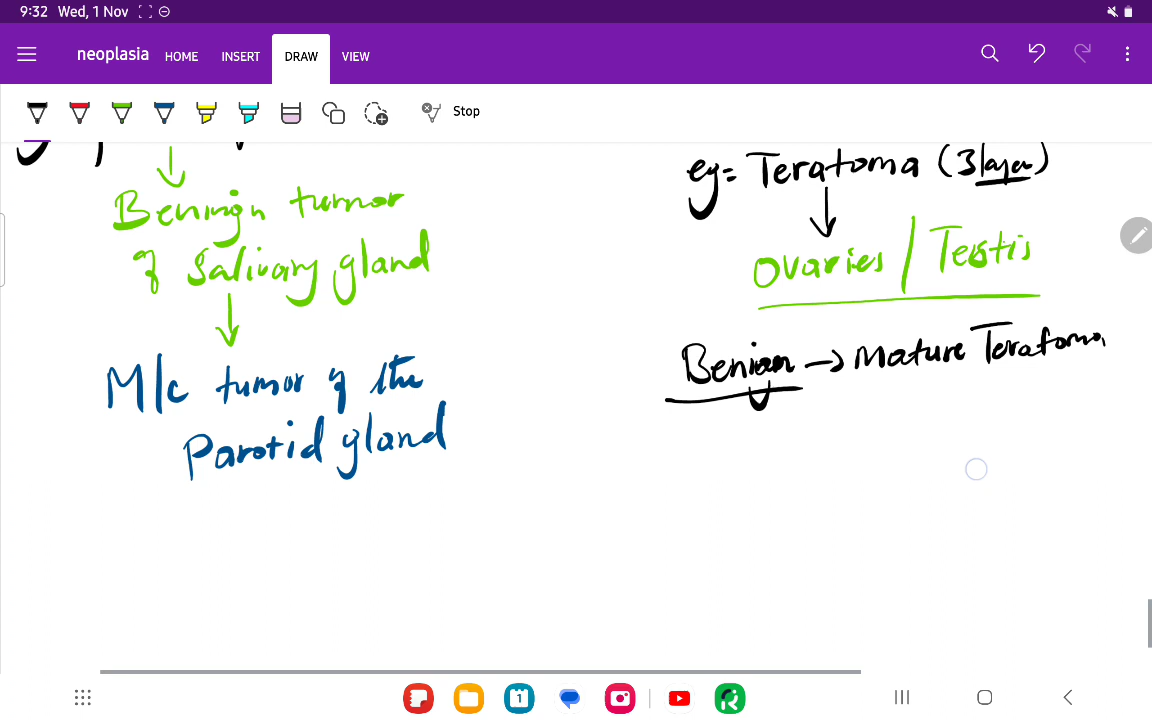 9:32 Wed, 1 Nov
neoplasia HOME INSERT DRAW VIEW
Stop
Benign tumor
of Salivary gland
M/c tumor of the
Parotid gland
eg = Teratoma (3 layer)
Ovaries / Testis
Benign → Mature Teratoma
1